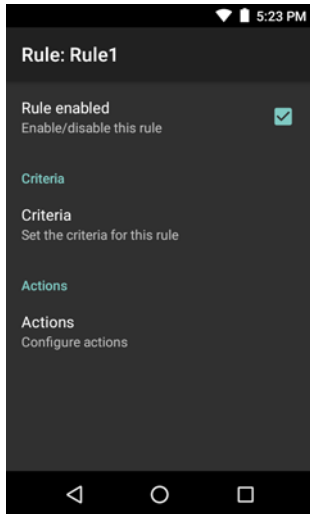 5:23 PM
Rule: Rule1
Rule enabled
Enable/disable this rule
Criteria
Criteria
Set the criteria for this rule
Actions
Actions
Configure actions